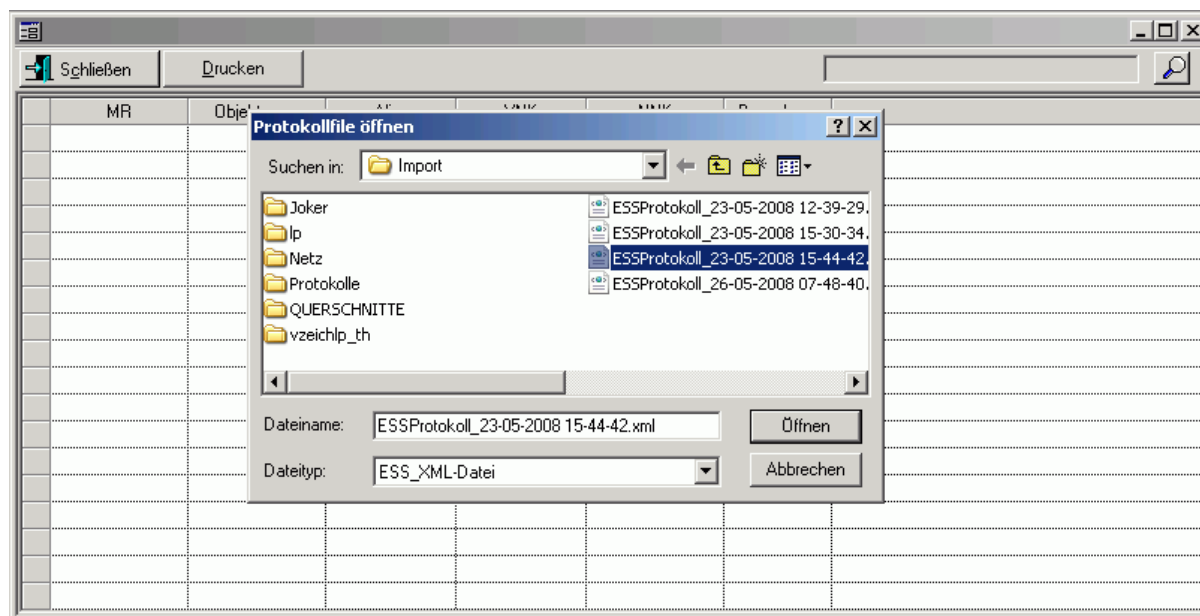 Schließen Drucken
MR
Protokollfile öffnen
Suchen in: Import
Joker
lp
Netz
Protokolle
QUERSCHNITTE
vzeichlp_th
ESSProtokoll_23-05-2008 12-39-29.
ESSProtokoll_23-05-2008 15-30-34.
ESSProtokoll_23-05-2008 15-44-42.
ESSProtokoll_26-05-2008 07-48-40.
Dateiname: ESSProtokoll_23-05-2008 15-44-42.xml Öffnen
Dateityp: ESS_XML-Datei Abbrechen